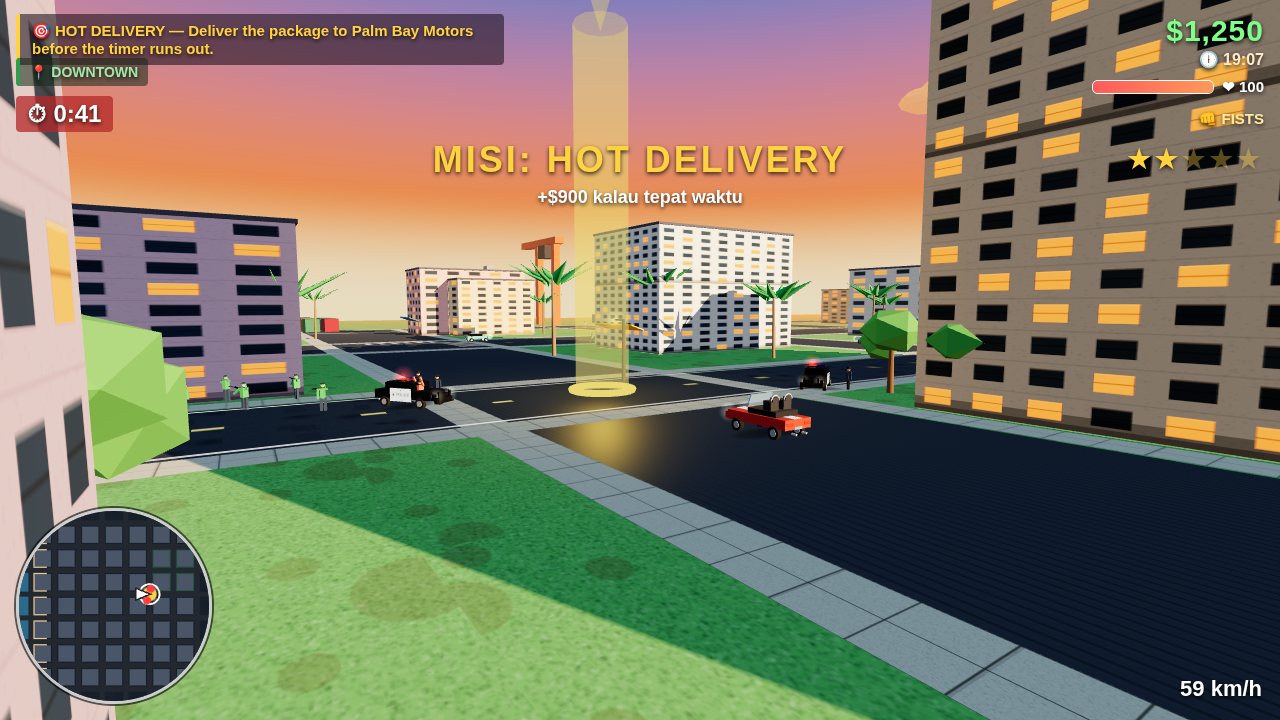 🎯 HOT DELIVERY — Deliver the package to Palm Bay Motors
before the timer runs out.
📍 DOWNTOWN
⏱ 0:41
$1,250
🕕 19:07
❤ 100
👊 FISTS
★★★★★
MISI: HOT DELIVERY
+$900 kalau tepat waktu
59 km/h